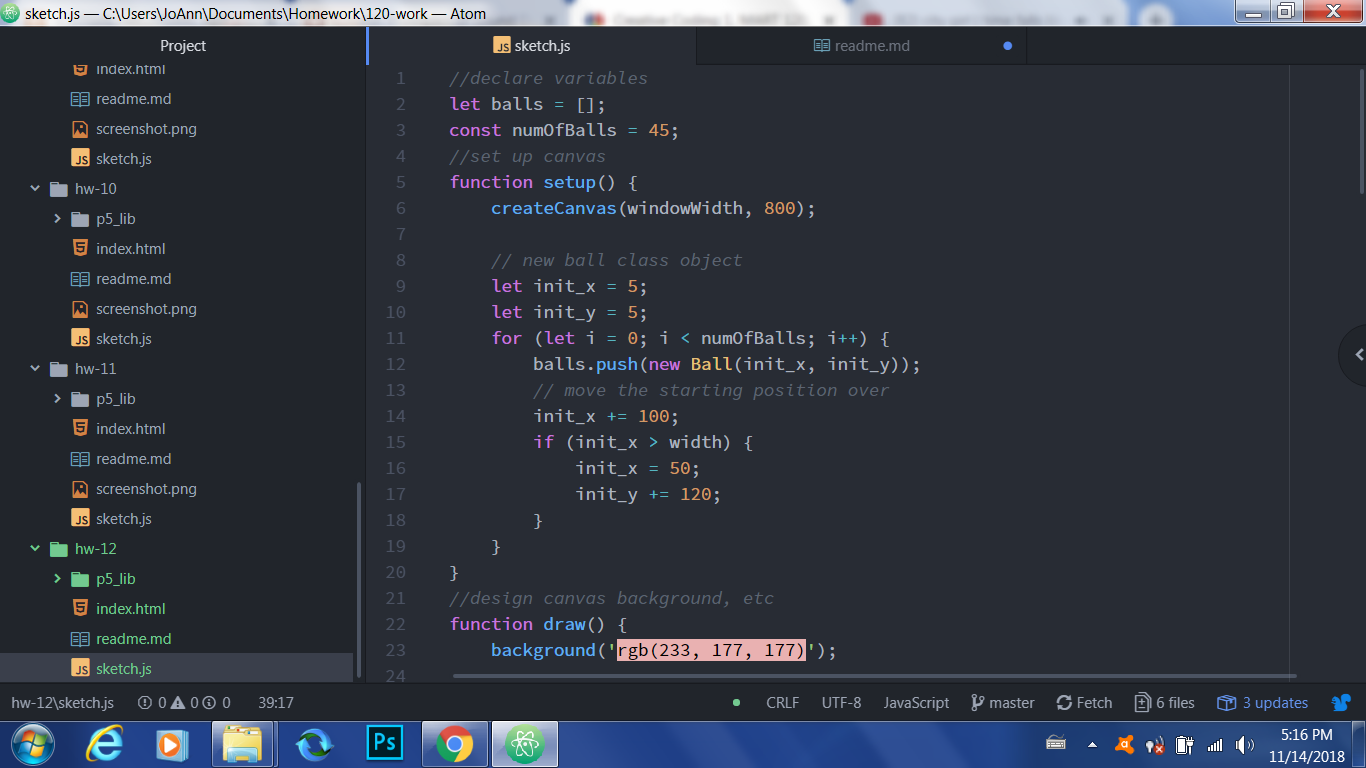 sketch.js — C:\Users\JoAnn\Documents\Homework\120-work — Atom
Project
index.html
readme.md
screenshot.png
sketch.js
hw-10
p5_lib
index.html
readme.md
screenshot.png
sketch.js
hw-11
p5_lib
index.html
readme.md
screenshot.png
sketch.js
hw-12
p5_lib
index.html
readme.md
sketch.js
sketch.js
readme.md
1 //declare variables
2 let balls = [];
3 const numOfBalls = 45;
4 //set up canvas
5 function setup() {
6 createCanvas(windowWidth, 800);
7
8 // new ball class object
9 let init_x = 5;
10 let init_y = 5;
11 for (let i = 0; i < numOfBalls; i++) {
12 balls.push(new Ball(init_x, init_y));
13 // move the starting position over
14 init_x += 100;
15 if (init_x > width) {
16 init_x = 50;
17 init_y += 120;
18 }
19 }
20 }
21 //design canvas background, etc
22 function draw() {
23 background('rgb(233, 177, 177)');
24
hw-12\sketch.js 0 0 0 39:17 CRLF UTF-8 JavaScript master Fetch 6 files 3 updates
Ps
5:16 PM
11/14/2018